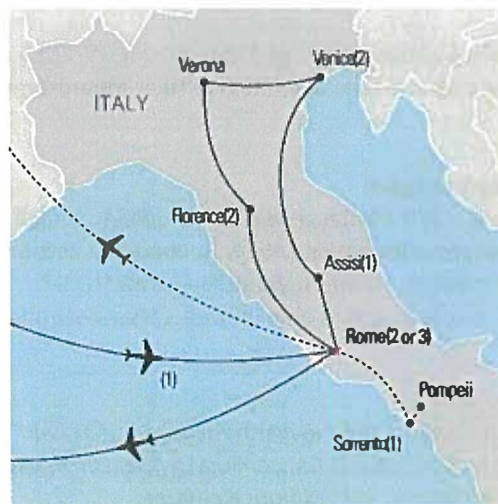 Verona
Venice(2)
ITALY
Florence(2)
Assisi(1)
Rome(2 or 3)
(1)
Pompeii
Sorrento(1)